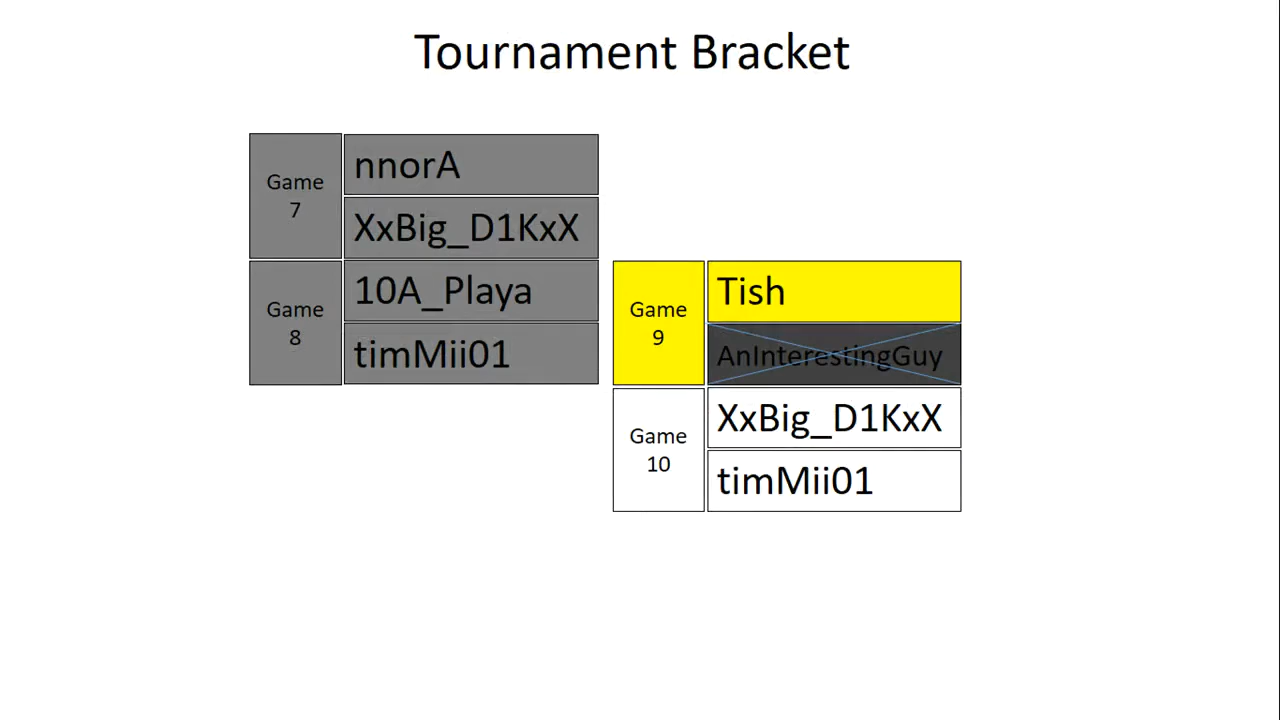 Tournament Bracket
Game
7
nnorA
XxBig_D1KxX
Game
8
10A_Playa
timMii01
Game
9
Tish
AnInterestingGuy
Game
10
XxBig_D1KxX
timMii01